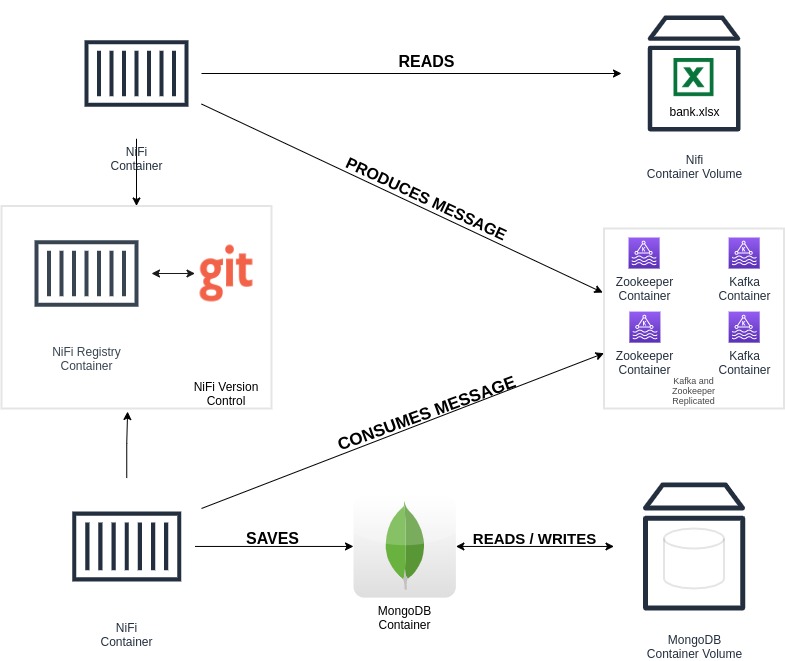 READS
bank.xlsx
NiFi
Container
Nifi
Container Volume
PRODUCES MESSAGE
git
NiFi Registry
Container
NiFi Version
Control
Zookeeper
Container
Kafka
Container
Zookeeper
Container
Kafka
Container
Kafka and
Zookeeper
Replicated
CONSUMES MESSAGE
SAVES
READS / WRITES
NiFi
Container
MongoDB
Container
MongoDB
Container Volume